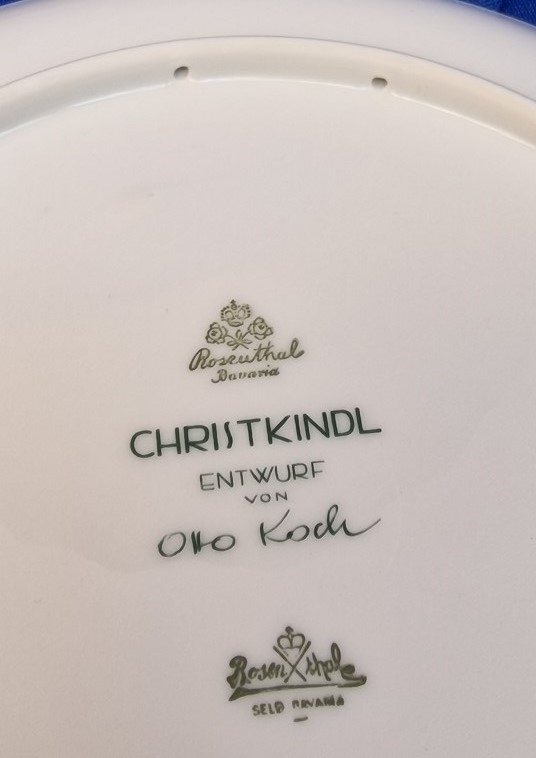 Rosenthal
Bavaria
CHRISTKINDL
ENTWURF
VON
Otto Koch
Rosenthal
SELB BAVARIA